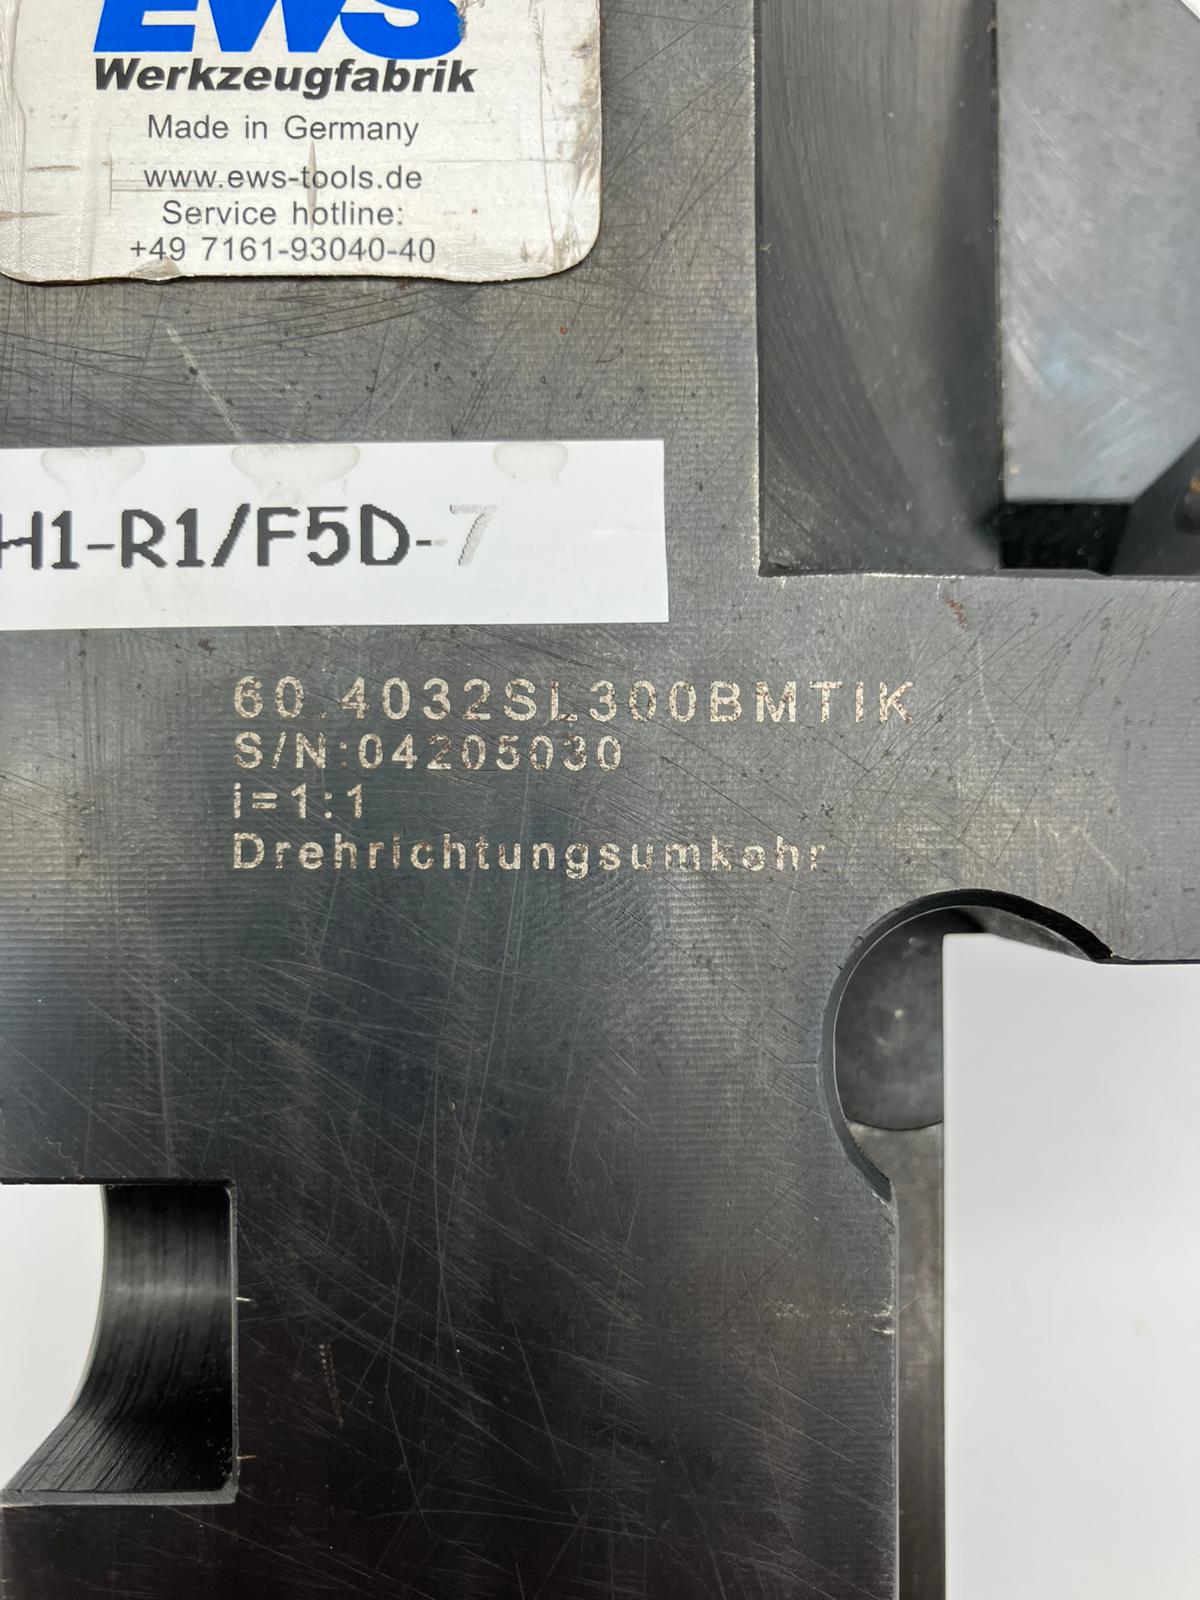 EWS
Werkzeugfabrik
Made in Germany
www.ews-tools.de
Service hotline:
+49 7161-93040-40
H1-R1/F5D-7
60.4032SL300BMTIK
S/N:04205030
i=1:1
Drehrichtungsumkehr